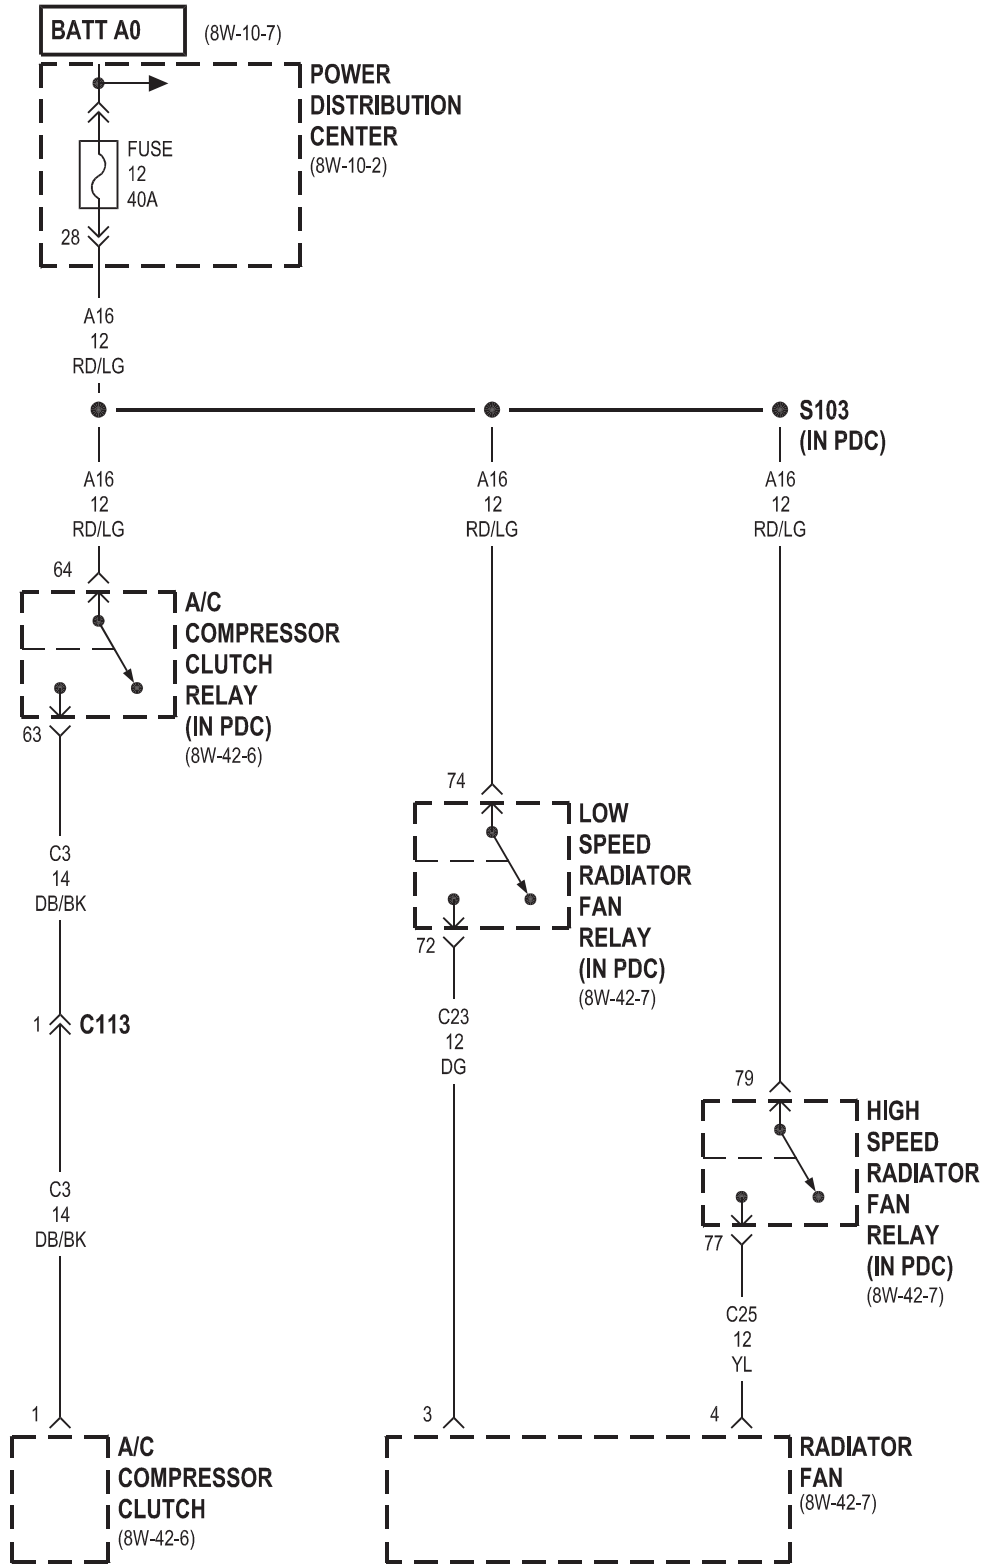 BATT A0
(8W-10-7)
POWER
DISTRIBUTION
CENTER
(8W-10-2)
FUSE
12
40A
28
A16
12
RD/LG
S103
(IN PDC)
A16
12
RD/LG
A16
12
RD/LG
A16
12
RD/LG
64
A/C
COMPRESSOR
CLUTCH
RELAY
(IN PDC)
(8W-42-6)
63
74
LOW
SPEED
RADIATOR
FAN
RELAY
(IN PDC)
(8W-42-7)
72
C3
14
DB/BK
1
C113
C23
12
DG
79
HIGH
SPEED
RADIATOR
FAN
RELAY
(IN PDC)
(8W-42-7)
77
C3
14
DB/BK
C25
12
YL
1
3
4
A/C
COMPRESSOR
CLUTCH
(8W-42-6)
RADIATOR
FAN
(8W-42-7)